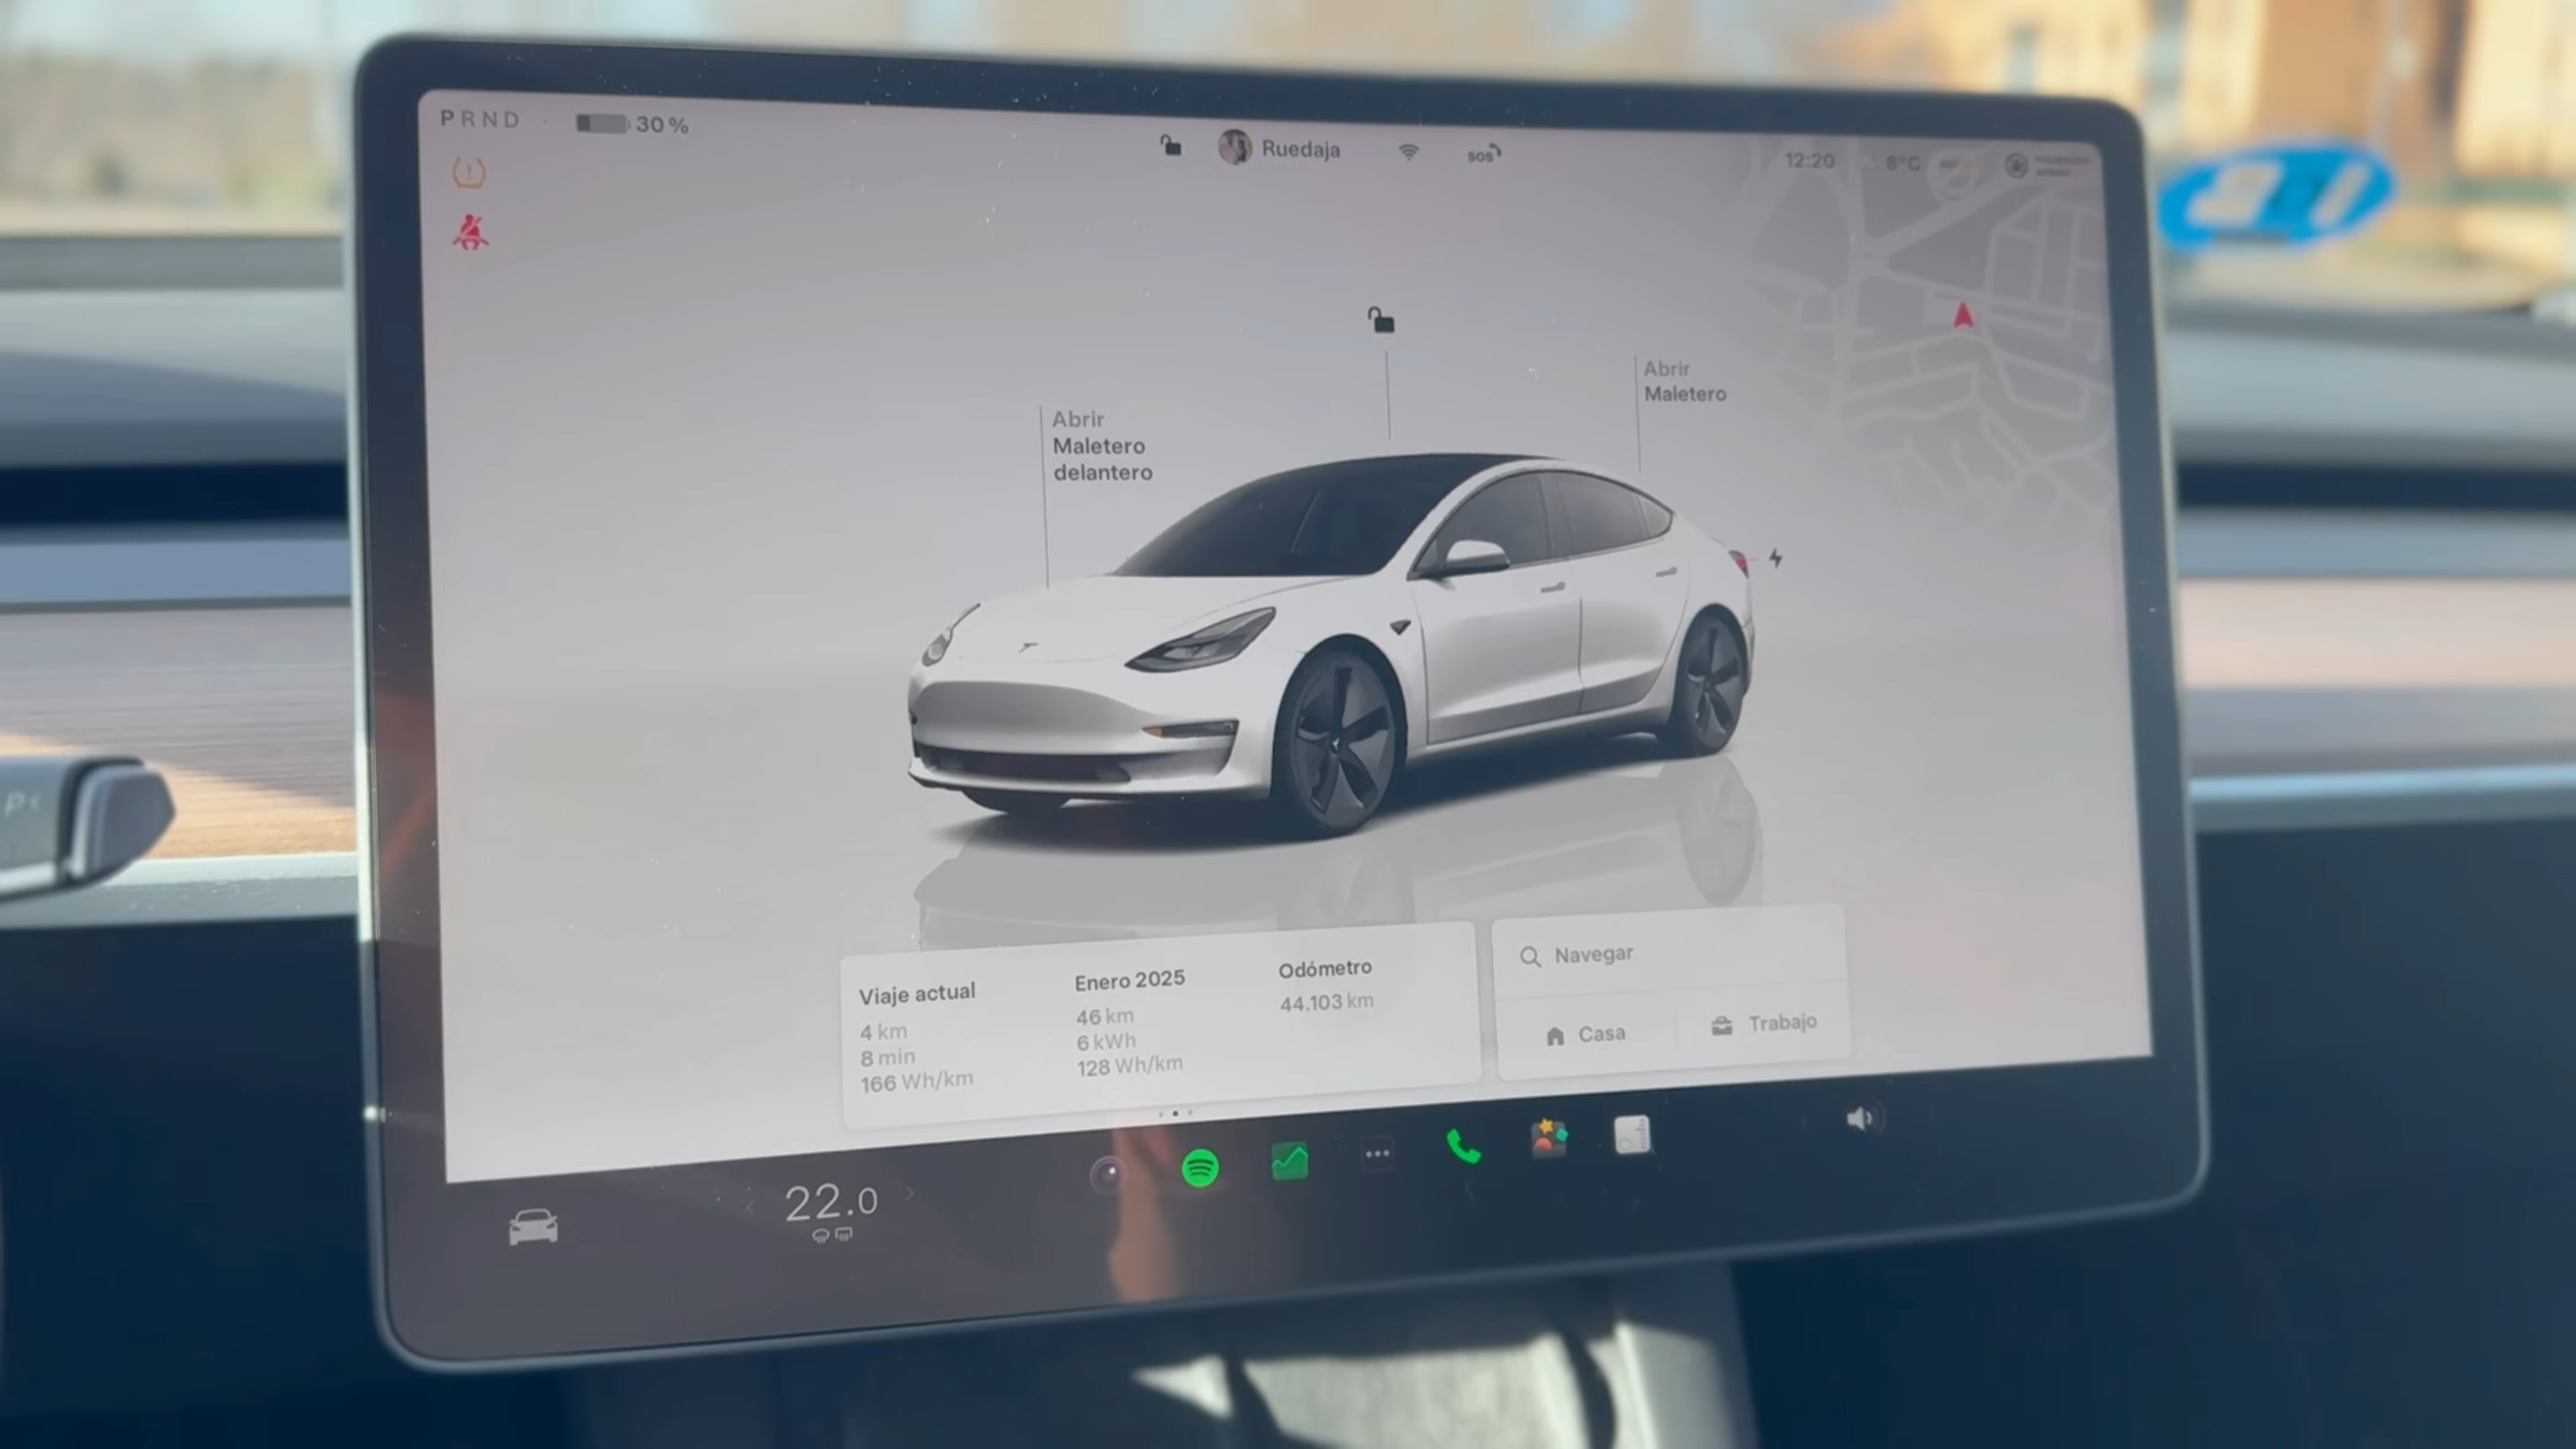 PRND
30 %
Ruedaja
SOS
12:20
8°C
Abrir
Maletero
delantero
Abrir
Maletero
Viaje actual
4 km
8 min
166 Wh/km
Enero 2025
46 km
6 kWh
128 Wh/km
Odómetro
44.103 km
Navegar
Casa
Trabajo
22.0
P